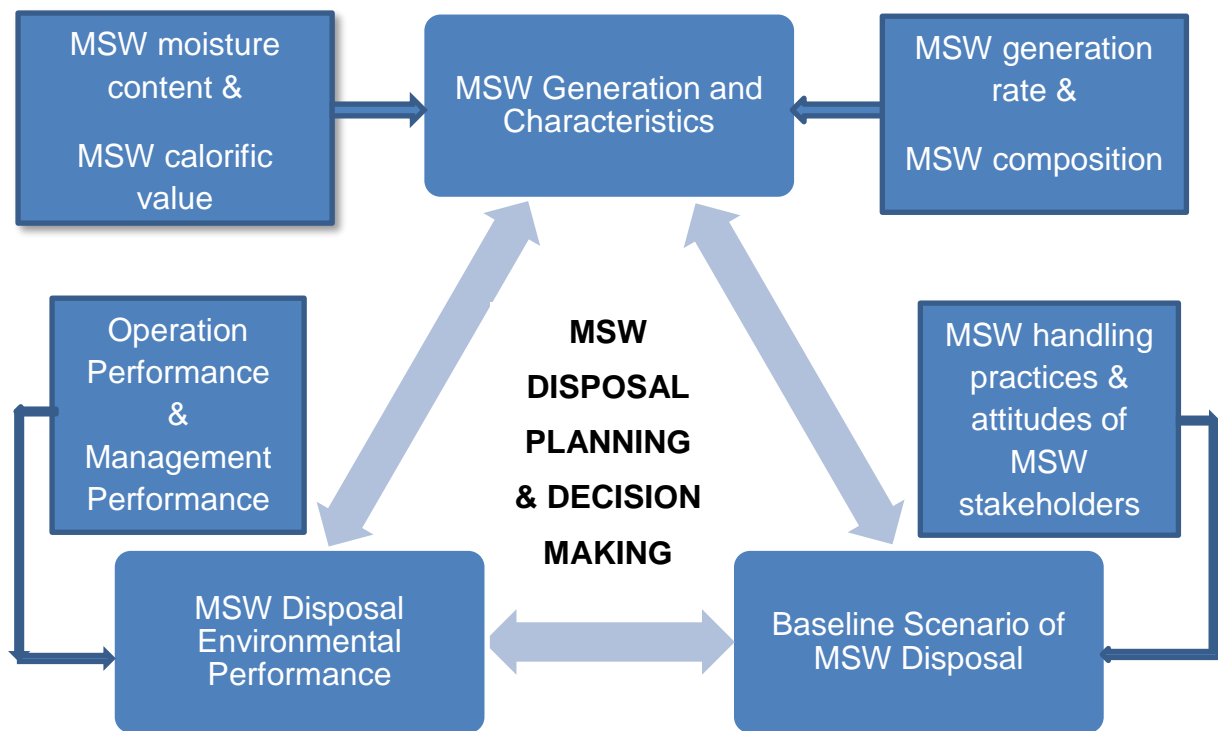 MSW moisture
content &
MSW calorific
value
MSW Generation and
Characteristics
MSW generation
rate &
MSW composition
Operation
Performance
&
Management
Performance
MSW
DISPOSAL
PLANNING
& DECISION
MAKING
MSW handling
practices &
attitudes of
MSW
stakeholders
MSW Disposal
Environmental
Performance
Baseline Scenario of
MSW Disposal